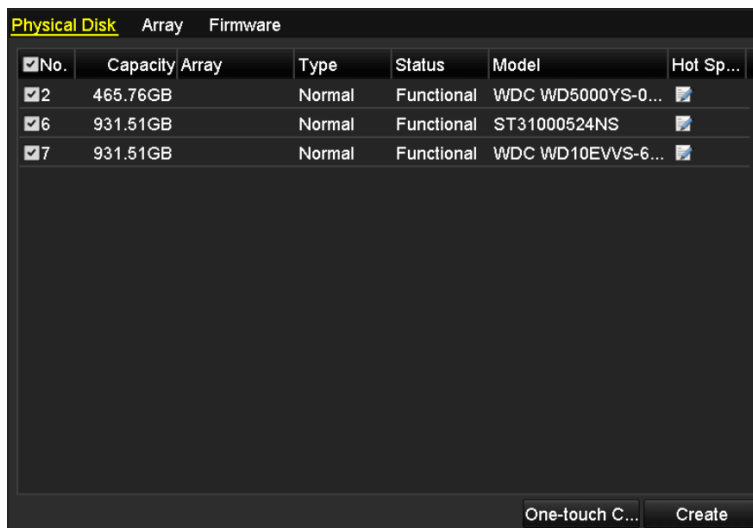 Physical Disk Array Firmware
No. Capacity Array Type Status Model Hot Sp...
2 465.76GB Normal Functional WDC WD5000YS-0...
6 931.51GB Normal Functional ST31000524NS
7 931.51GB Normal Functional WDC WD10EVVS-6...
One-touch C... Create